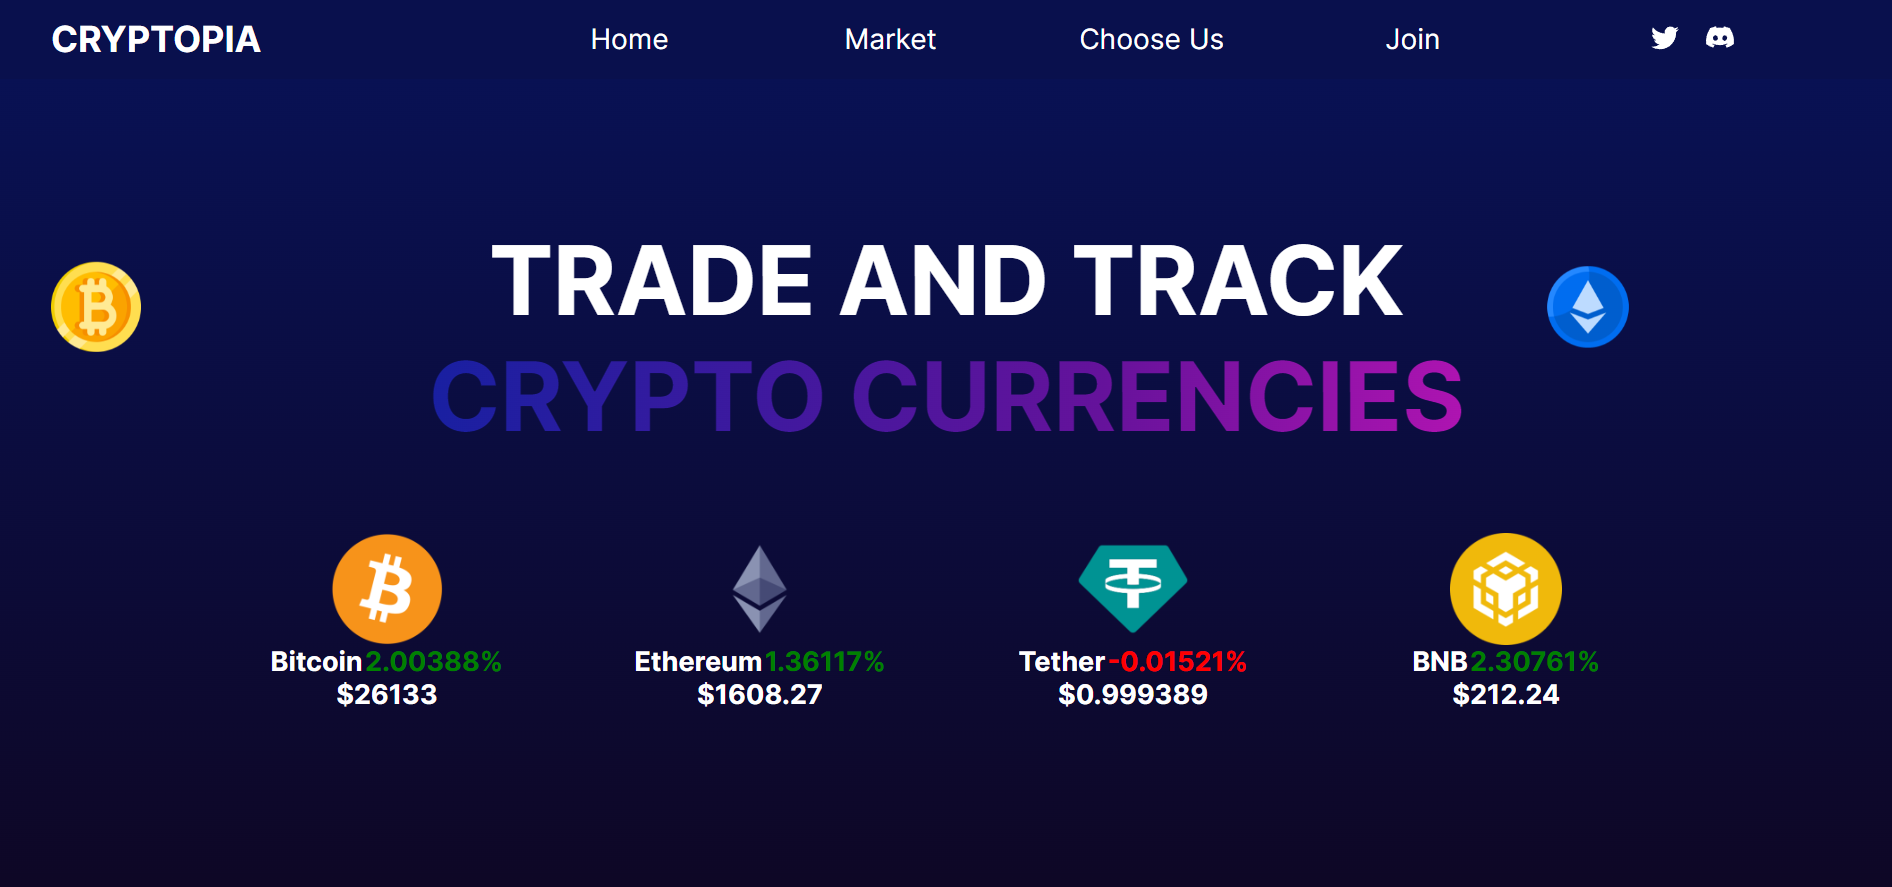 CRYPTOPIA Home Market Choose Us Join
TRADE AND TRACK
CRYPTO CURRENCIES
Bitcoin 2.00388% Ethereum 1.36117% Tether -0.01521% BNB 2.30761%
$26133 $1608.27 $0.999389 $212.24